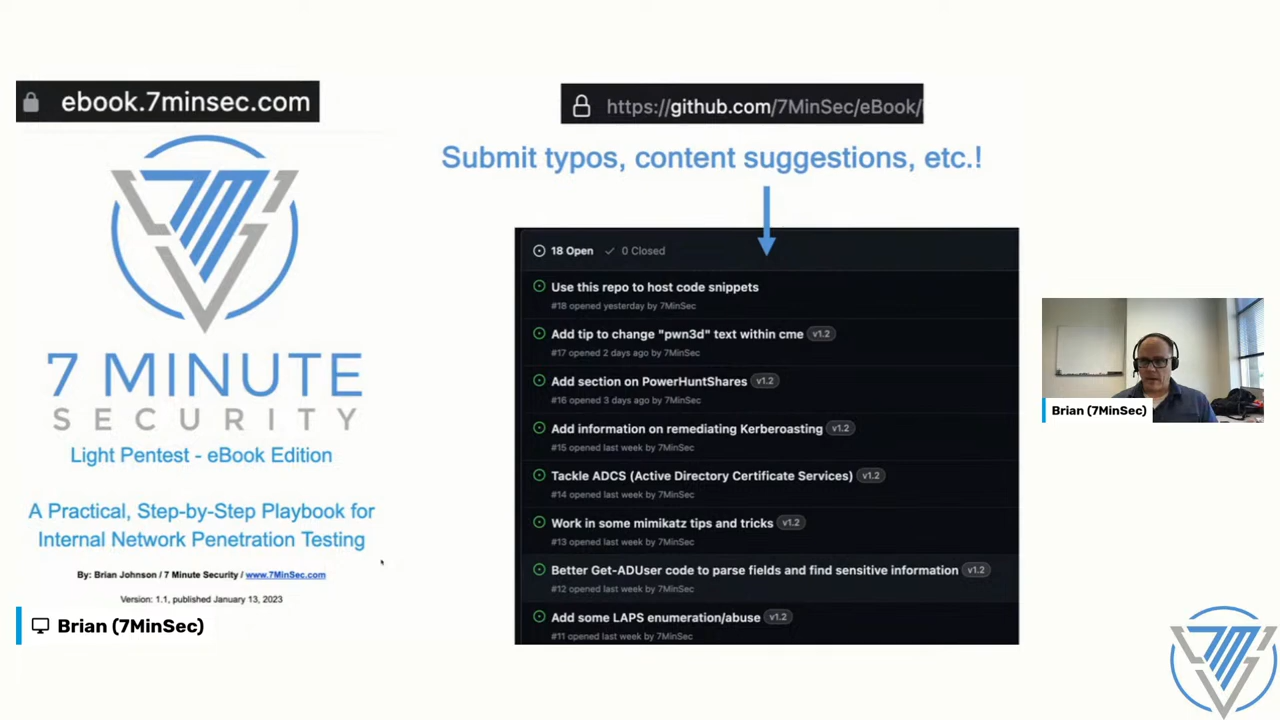 ebook.7minsec.com
7 MINUTE
SECURITY
Light Pentest - eBook Edition
A Practical, Step-by-Step Playbook for
Internal Network Penetration Testing
By: Brian Johnson / 7 Minute Security / www.7MinSec.com
Version: 1.1, published January 13, 2023
Brian (7MinSec)
https://github.com/7MinSec/eBook/
Submit typos, content suggestions, etc.!
18 Open 0 Closed
Use this repo to host code snippets
#18 opened yesterday by 7MinSec
Add tip to change "pwn3d" text within cme v1.2
#17 opened 2 days ago by 7MinSec
Add section on PowerHuntShares v1.2
#16 opened 3 days ago by 7MinSec
Add information on remediating Kerberoasting v1.2
#15 opened last week by 7MinSec
Tackle ADCS (Active Directory Certificate Services) v1.2
#14 opened last week by 7MinSec
Work in some mimikatz tips and tricks v1.2
#13 opened last week by 7MinSec
Better Get-ADUser code to parse fields and find sensitive information v1.2
#12 opened last week by 7MinSec
Add some LAPS enumeration/abuse v1.2
#11 opened last week by 7MinSec
Brian (7MinSec)
7M